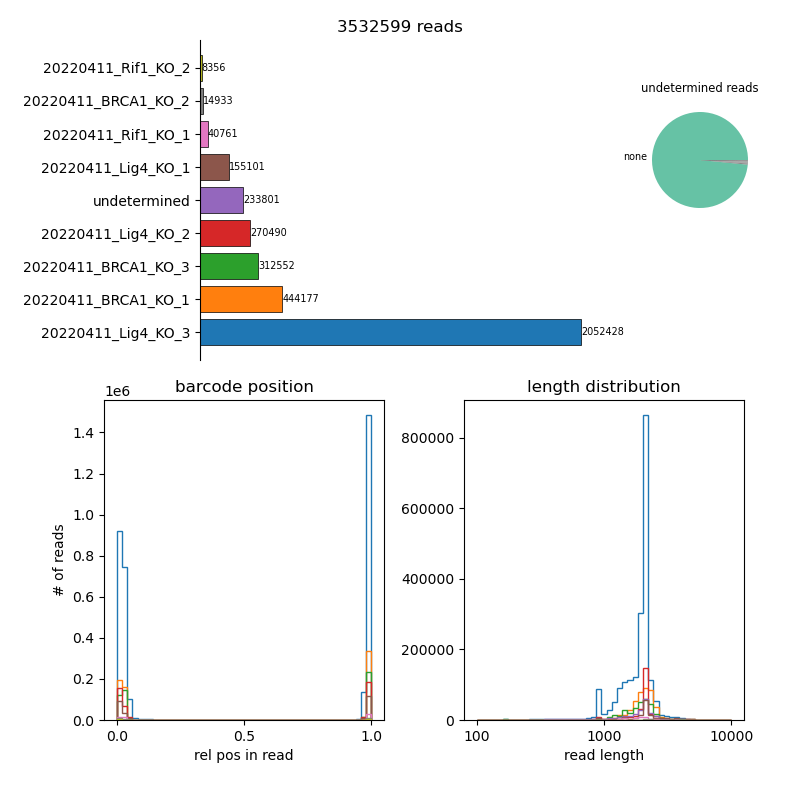 3532599 reads
20220411_Rif1_KO_2
8356
20220411_BRCA1_KO_2
14933
20220411_Rif1_KO_1
40761
20220411_Lig4_KO_1
155101
undetermined
233801
20220411_Lig4_KO_2
270490
20220411_BRCA1_KO_3
312552
20220411_BRCA1_KO_1
444177
20220411_Lig4_KO_3
2052428
undetermined reads
none
barcode position
1e6
# of reads
1.4
1.2
1.0
0.8
0.6
0.4
0.2
0.0
0.0 0.5 1.0
rel pos in read
length distribution
800000
600000
400000
200000
0
100 1000 10000
read length